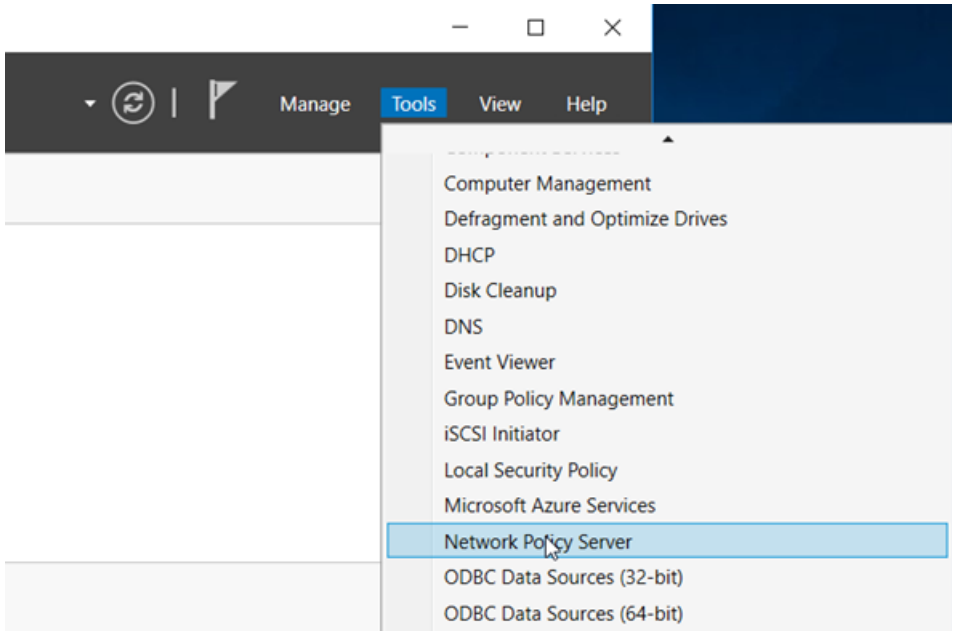 Manage Tools View Help
Computer Management
Defragment and Optimize Drives
DHCP
Disk Cleanup
DNS
Event Viewer
Group Policy Management
iSCSI Initiator
Local Security Policy
Microsoft Azure Services
Network Policy Server
ODBC Data Sources (32-bit)
ODBC Data Sources (64-bit)